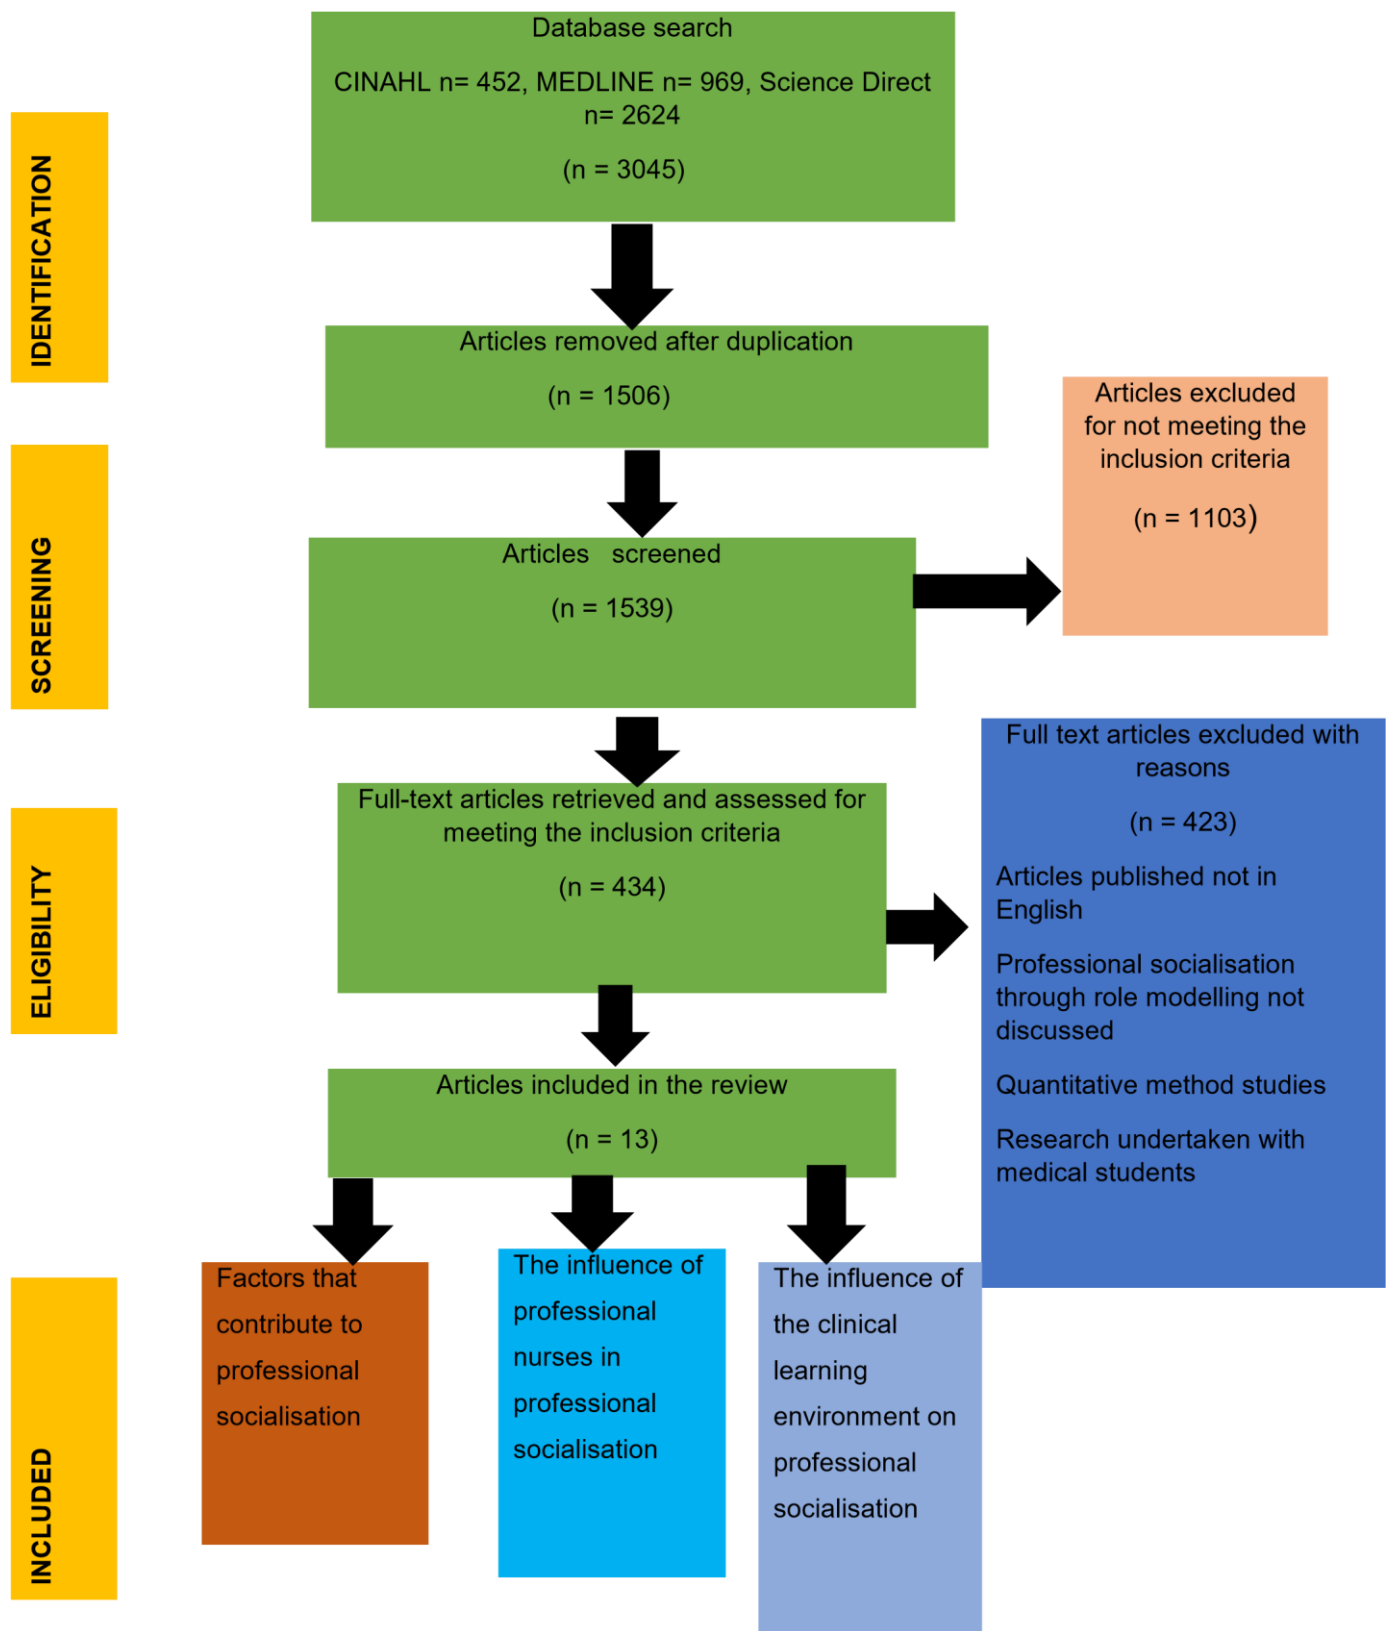 Database search
CINAHL n= 452, MEDLINE n= 969, Science Direct
n= 2624
(n = 3045)
IDENTIFICATION
Articles removed after duplication
(n = 1506)
Articles excluded
for not meeting the
inclusion criteria
(n = 1103)
SCREENING
Articles screened
(n = 1539)
Full text articles excluded with
reasons
(n = 423)
Articles published not in
English
Professional socialisation
through role modelling not
discussed
Quantitative method studies
Research undertaken with
medical students
ELIGIBILITY
Full-text articles retrieved and assessed for
meeting the inclusion criteria
(n = 434)
Articles included in the review
(n = 13)
INCLUDED
Factors that
contribute to
professional
socialisation
The influence of
professional
nurses in
professional
socialisation
The influence of
the clinical
learning
environment on
professional
socialisation